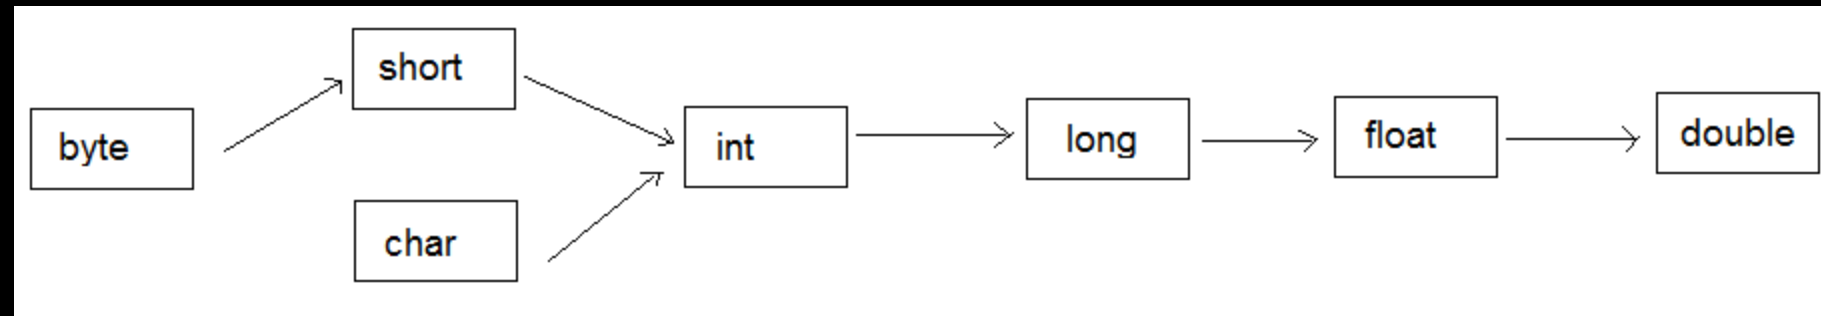 byte
short
char
int
long
float
double